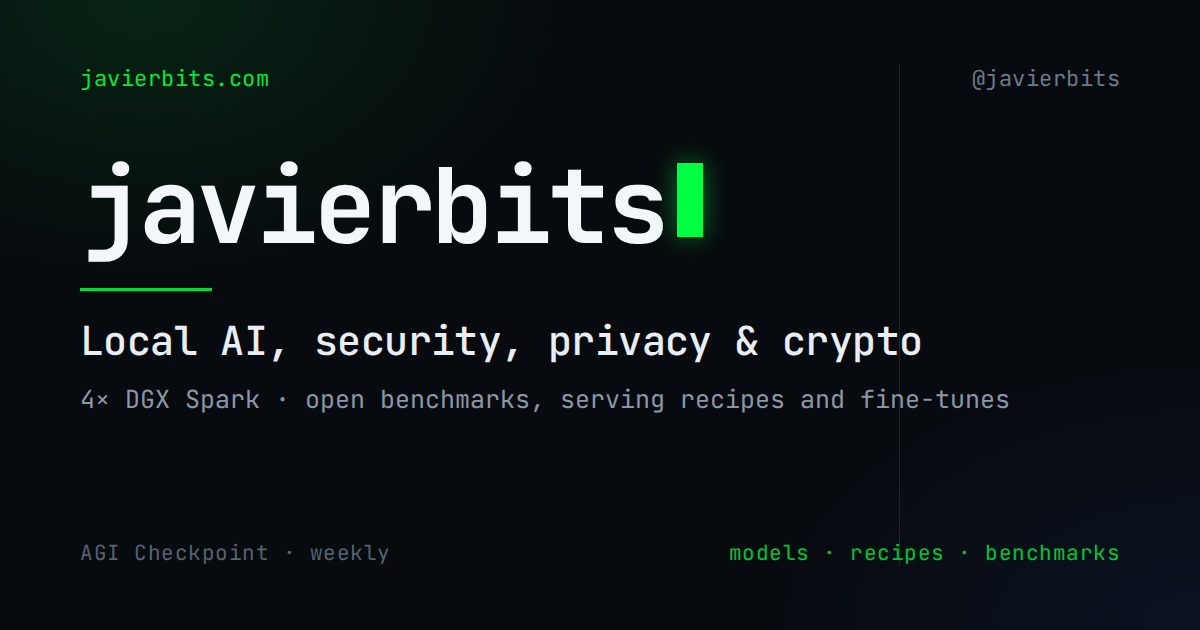 javierbits.com
@javierbits
javierbits
Local AI, security, privacy & crypto
4× DGX Spark · open benchmarks, serving recipes and fine-tunes
AGI Checkpoint · weekly
models · recipes · benchmarks